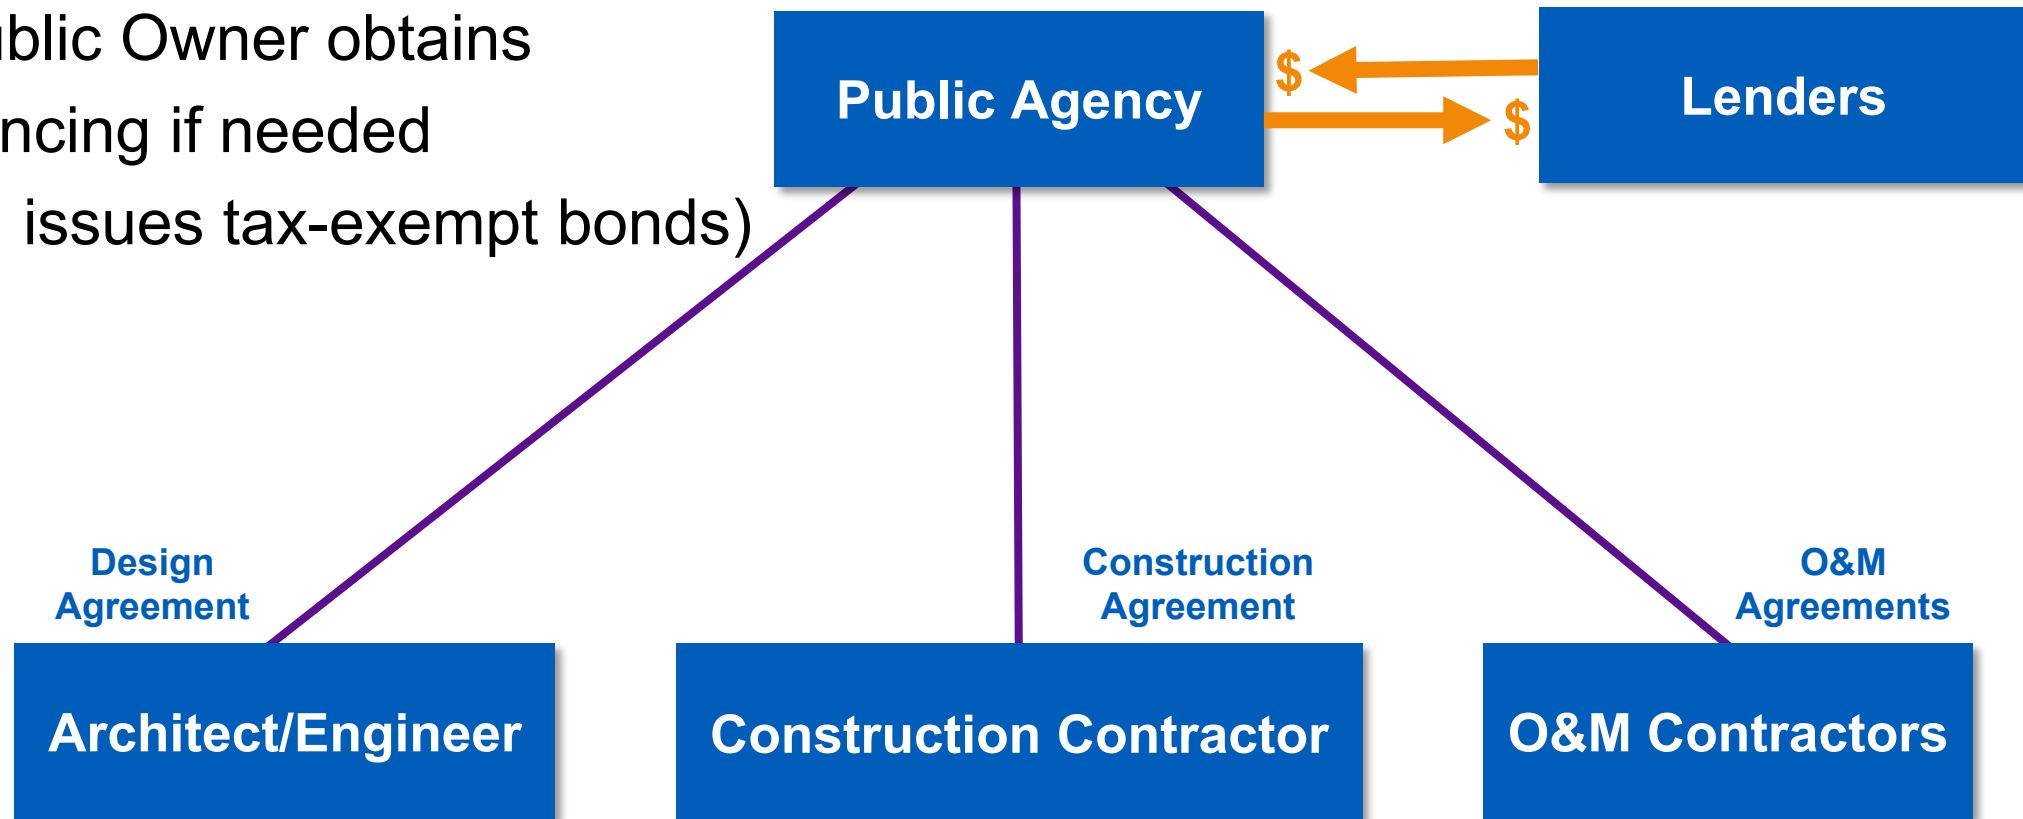 ublic Owner obtains
ncing if needed
issues tax-exempt bonds)
Public Agency
$
$
Lenders
Design
Agreement
Construction
Agreement
O&M
Agreements
Architect/Engineer
Construction Contractor
O&M Contractors